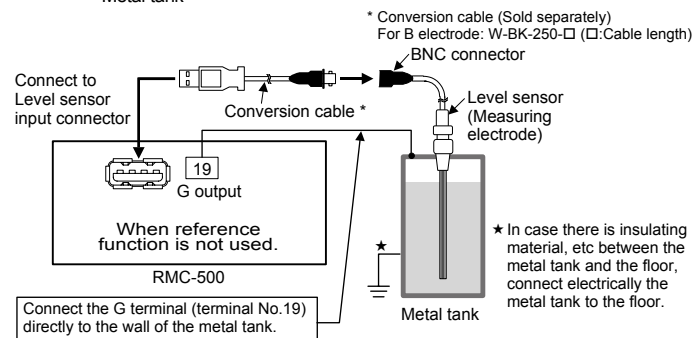 Metal tank
* Conversion cable (Sold separately)
For B electrode: W-BK-250-□ (□:Cable length)
BNC connector
Connect to
Level sensor
input connector
Conversion cable *
Level sensor
(Measuring
electrode)
19
G output
When reference
function is not used.
RMC-500
★
★ In case there is insulating
material, etc between the
metal tank and the floor,
connect electrically the
metal tank to the floor.
Metal tank
Connect the G terminal (terminal No.19)
directly to the wall of the metal tank.